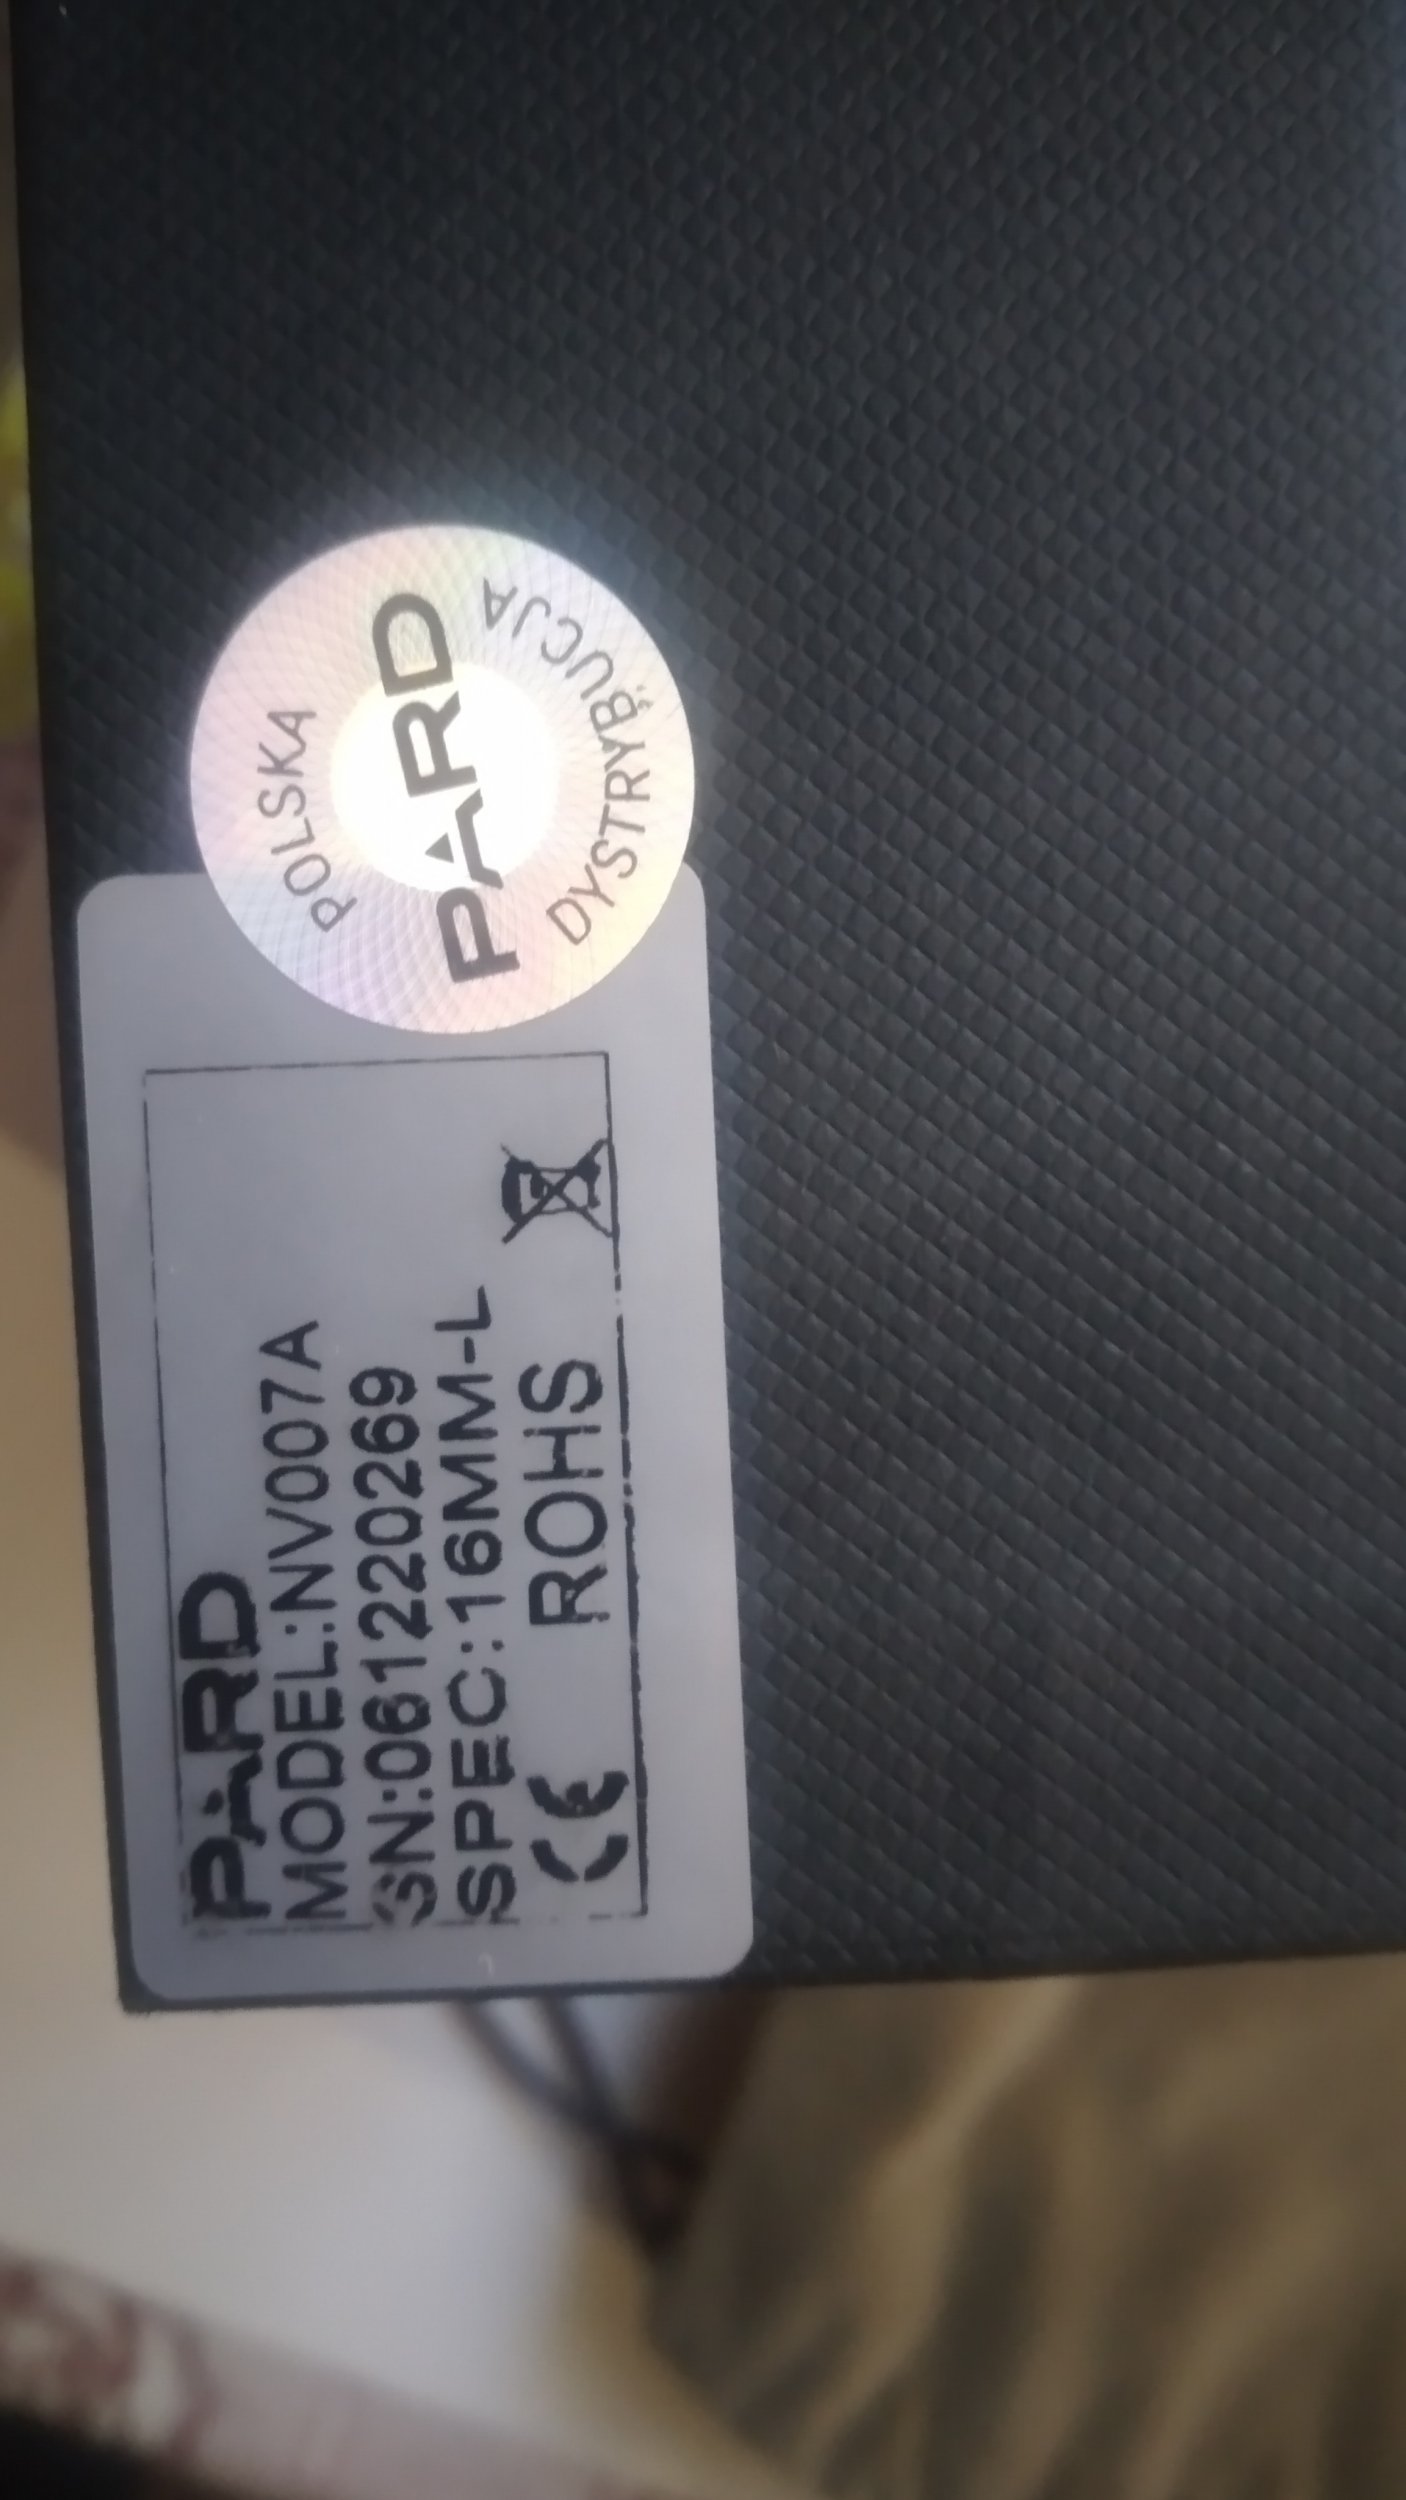 PARD
MODEL:NV007A
SN:061220269
SPEC:16MM-L
CE ROHS
POLSKA
PARD
DYSTRYBUCJA